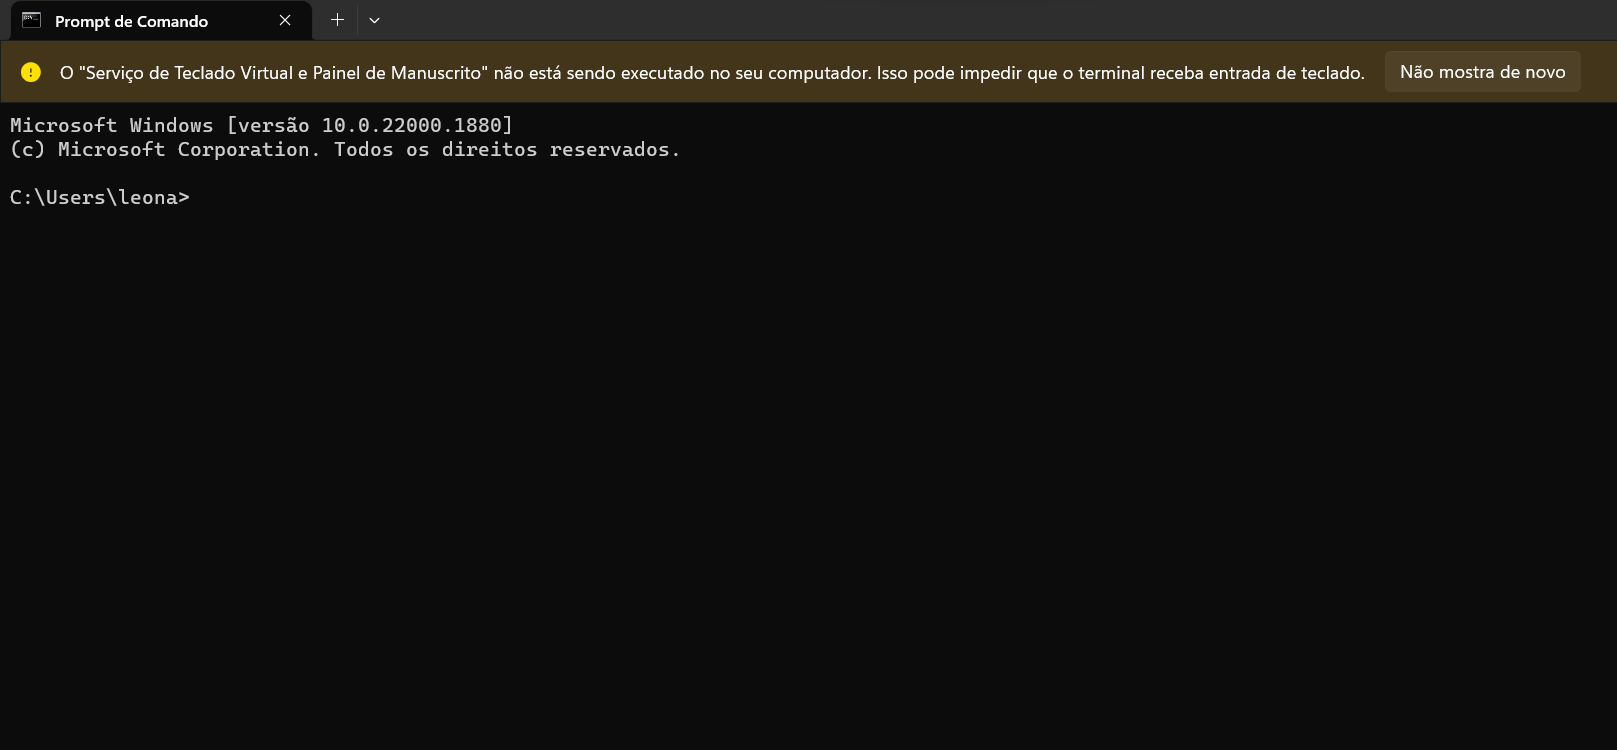 Prompt de Comando
O "Serviço de Teclado Virtual e Painel de Manuscrito" não está sendo executado no seu computador. Isso pode impedir que o terminal receba entrada de teclado.
Não mostra de novo
Microsoft Windows [versão 10.0.22000.1880]
(c) Microsoft Corporation. Todos os direitos reservados.
C:\Users\leona>